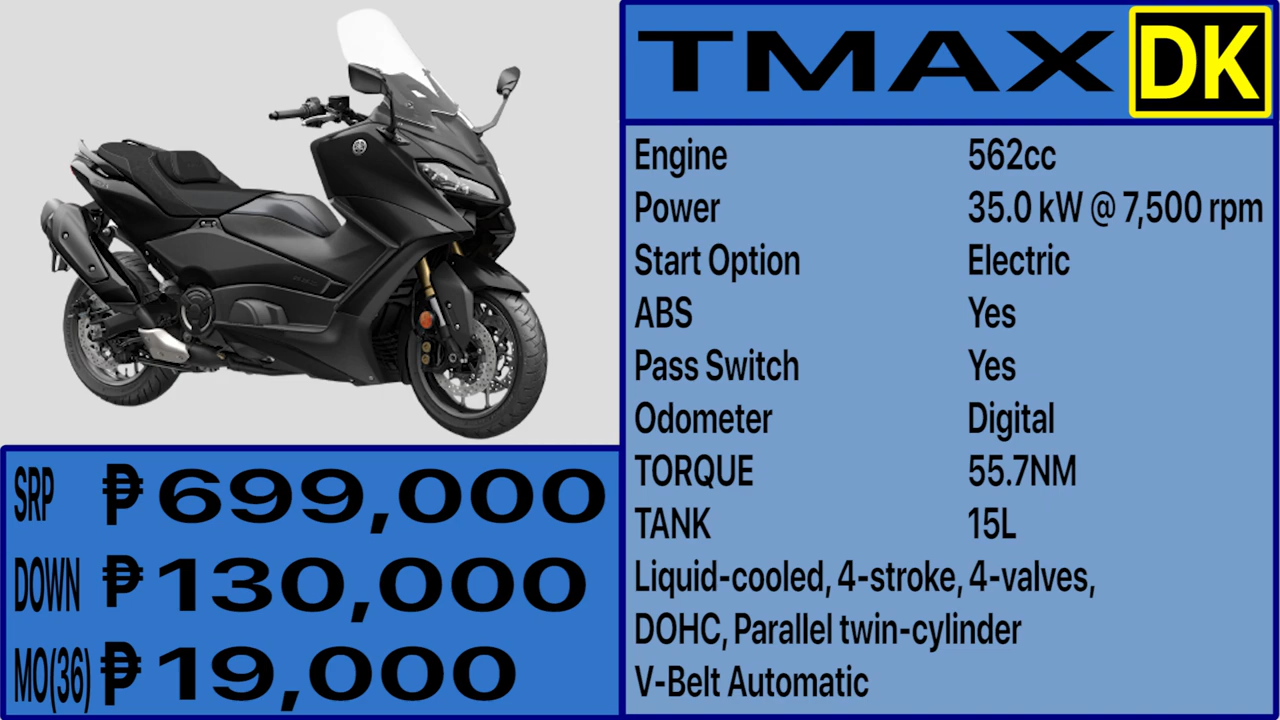 TMAX DK
Engine 562cc
Power 35.0 kW @ 7,500 rpm
Start Option Electric
ABS Yes
Pass Switch Yes
Odometer Digital
TORQUE 55.7NM
TANK 15L
Liquid-cooled, 4-stroke, 4-valves,
DOHC, Parallel twin-cylinder
V-Belt Automatic
SRP ₱699,000
DOWN ₱130,000
MO(36) ₱19,000